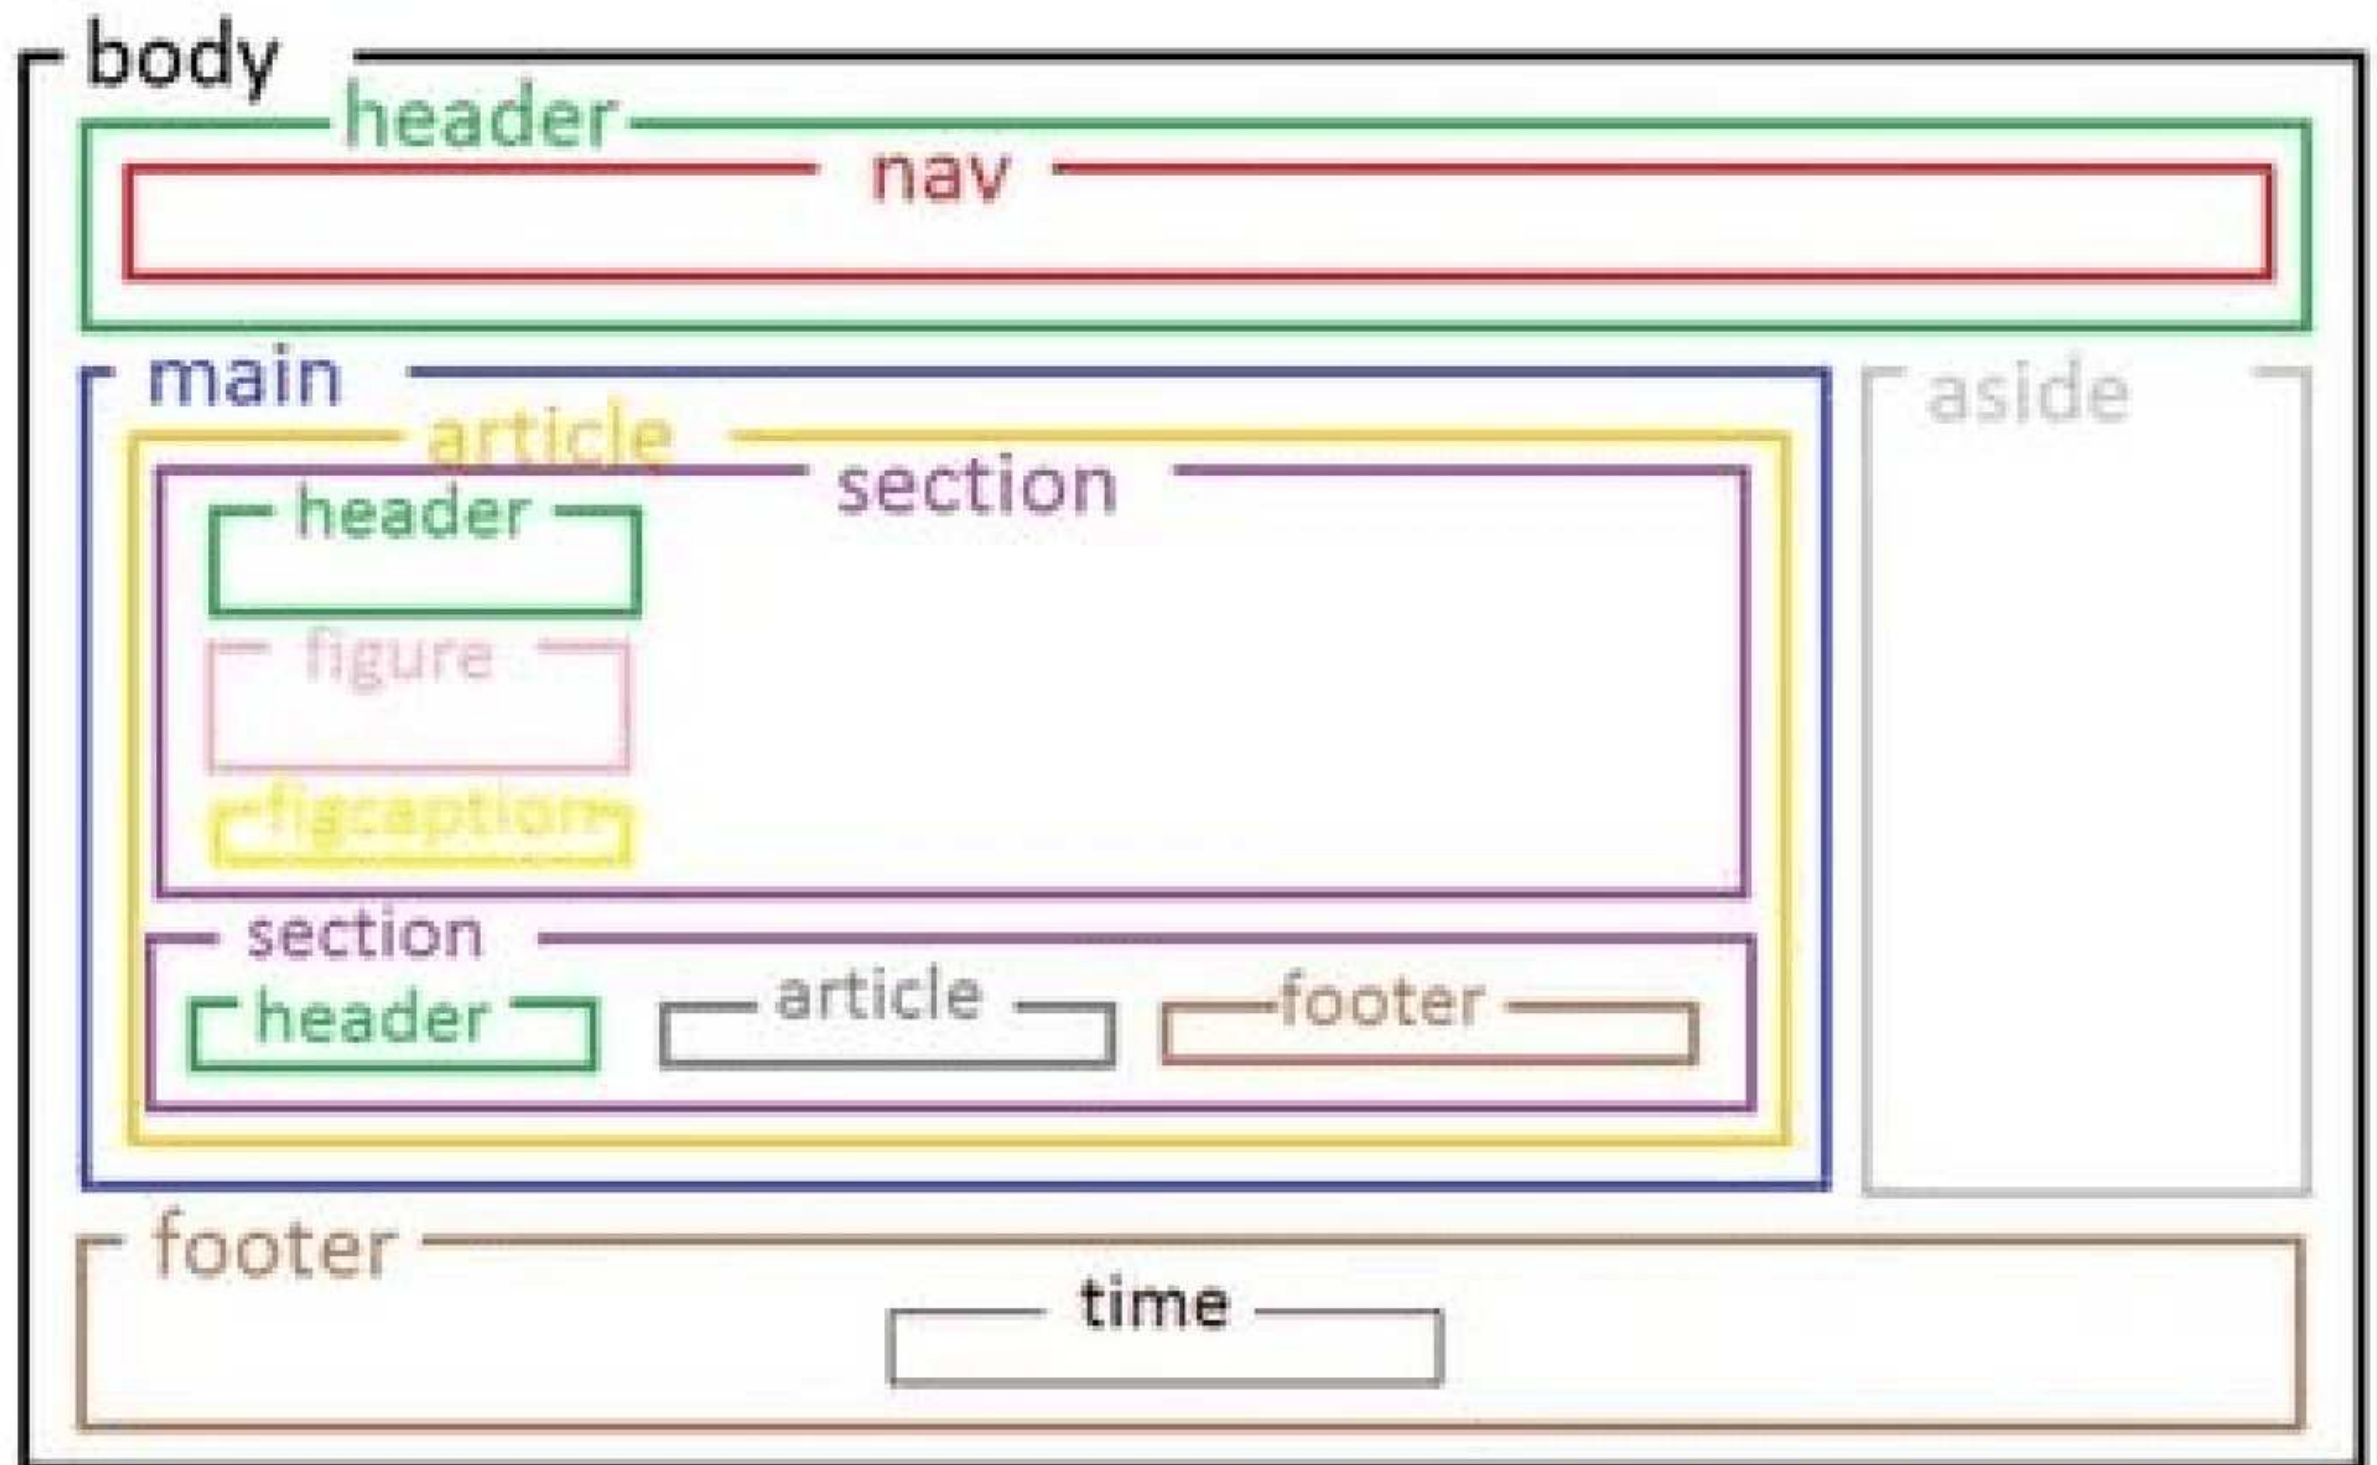 body
header
nav
main
aside
article
section
header
figure
figcaption
section
header
article
footer
footer
time